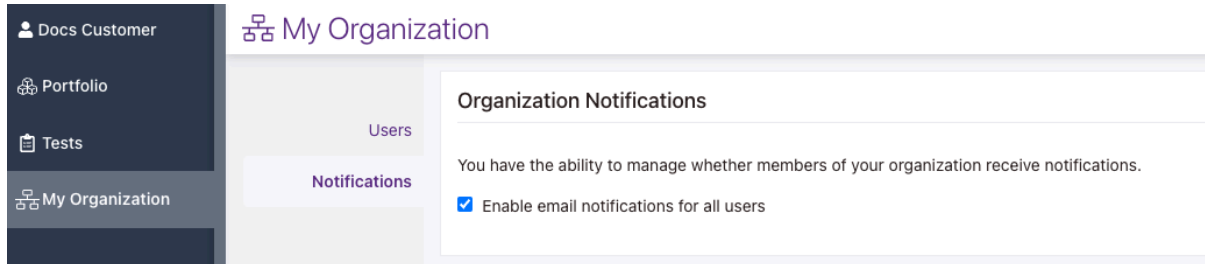 Docs Customer
Portfolio
Tests
My Organization
My Organization
Users
Notifications
Organization Notifications
You have the ability to manage whether members of your organization receive notifications.
Enable email notifications for all users